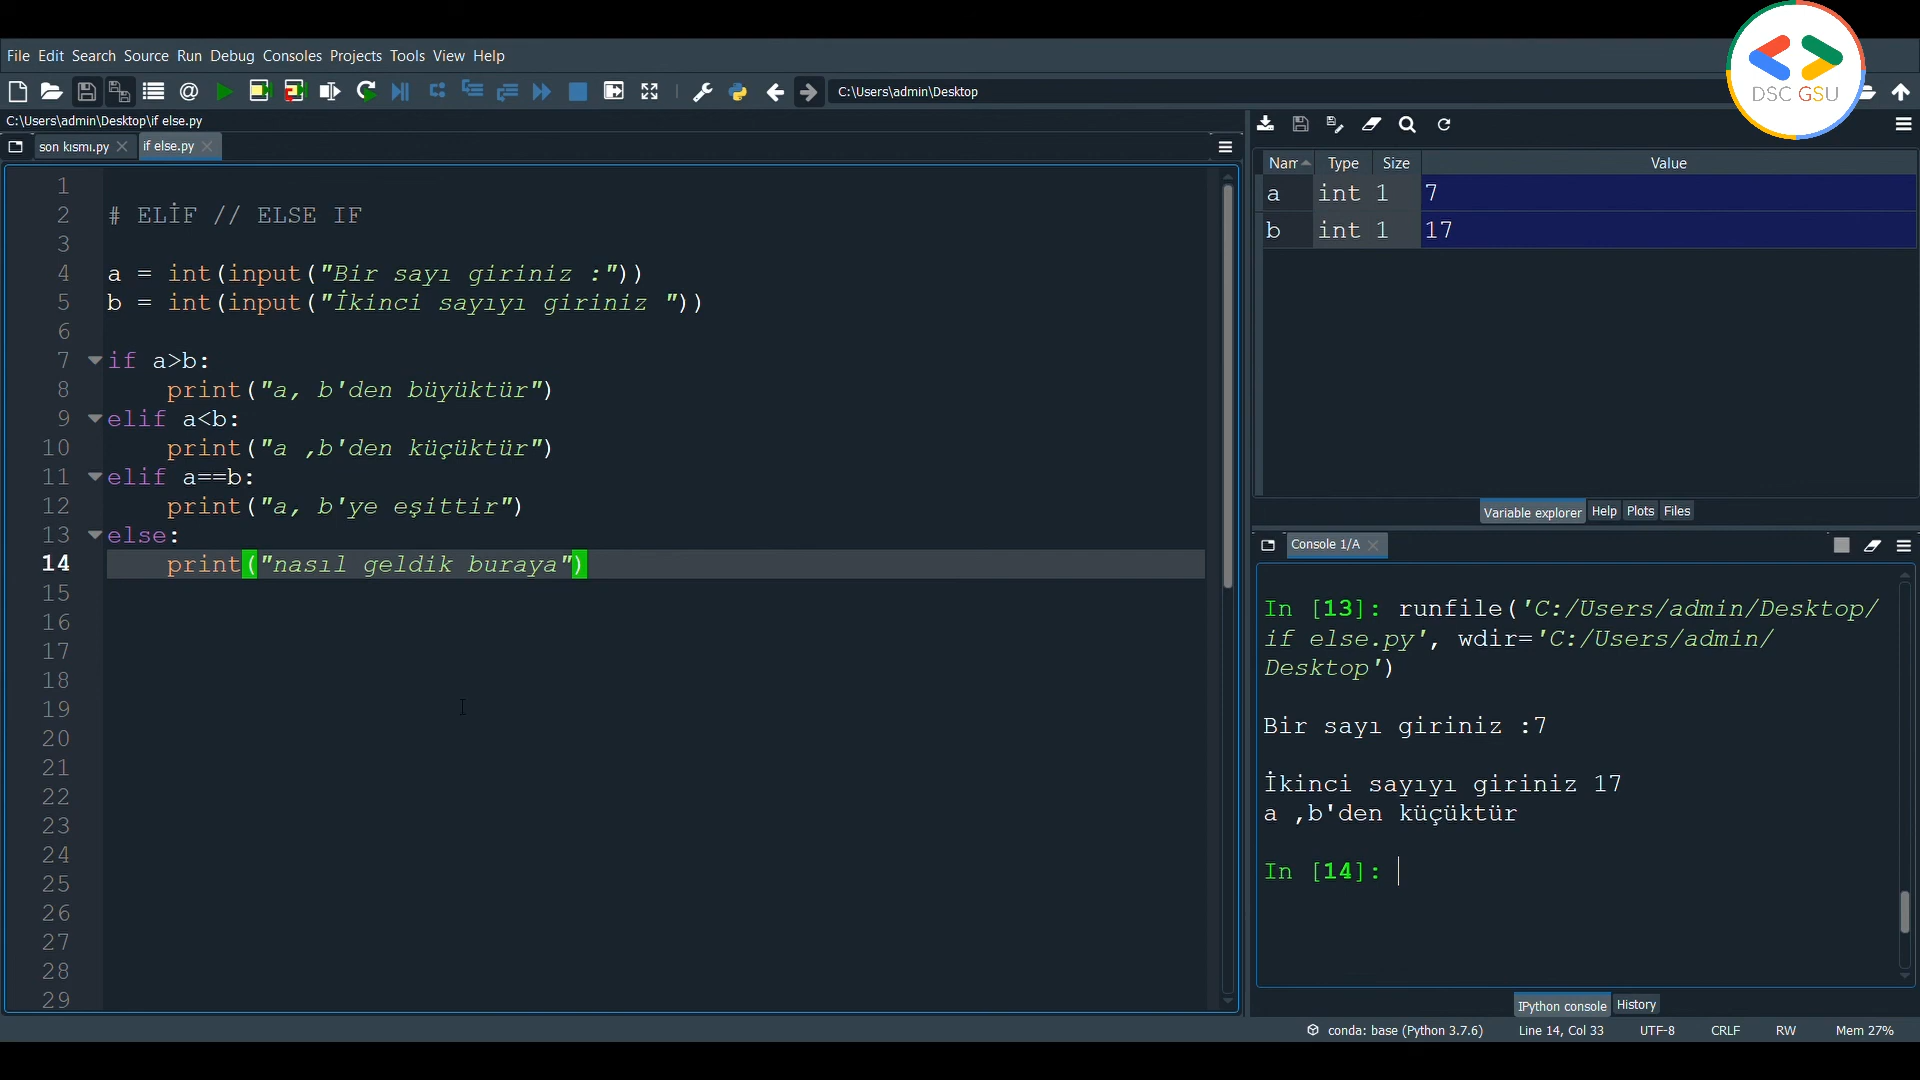 File Edit Search Source Run Debug Consoles Projects Tools View Help
C:\Users\admin\Desktop
DSC GSU
C:\Users\admin\Desktop\if else.py
son kısmı.py
if else.py
1
2 # ELİF // ELSE IF
3
4 a = int(input("Bir sayı giriniz :"))
5 b = int(input("İkinci sayıyı giriniz "))
6
7 if a>b:
8 print("a, b'den büyüktür")
9 elif a<b:
10 print("a ,b'den küçüktür")
11 elif a==b:
12 print("a, b'ye eşittir")
13 else:
14 print("nasıl geldik buraya")
15
16
17
18
19
20
21
22
23
24
25
26
27
28
29
Nar Type Size Value
a int 1 7
b int 1 17
Variable explorer Help Plots Files
Console 1/A
In [13]: runfile('C:/Users/admin/Desktop/
if else.py', wdir='C:/Users/admin/
Desktop')
Bir sayı giriniz :7
İkinci sayıyı giriniz 17
a ,b'den küçüktür
In [14]:
IPython console History
conda: base (Python 3.7.6) Line 14, Col 33 UTF-8 CRLF RW Mem 27%